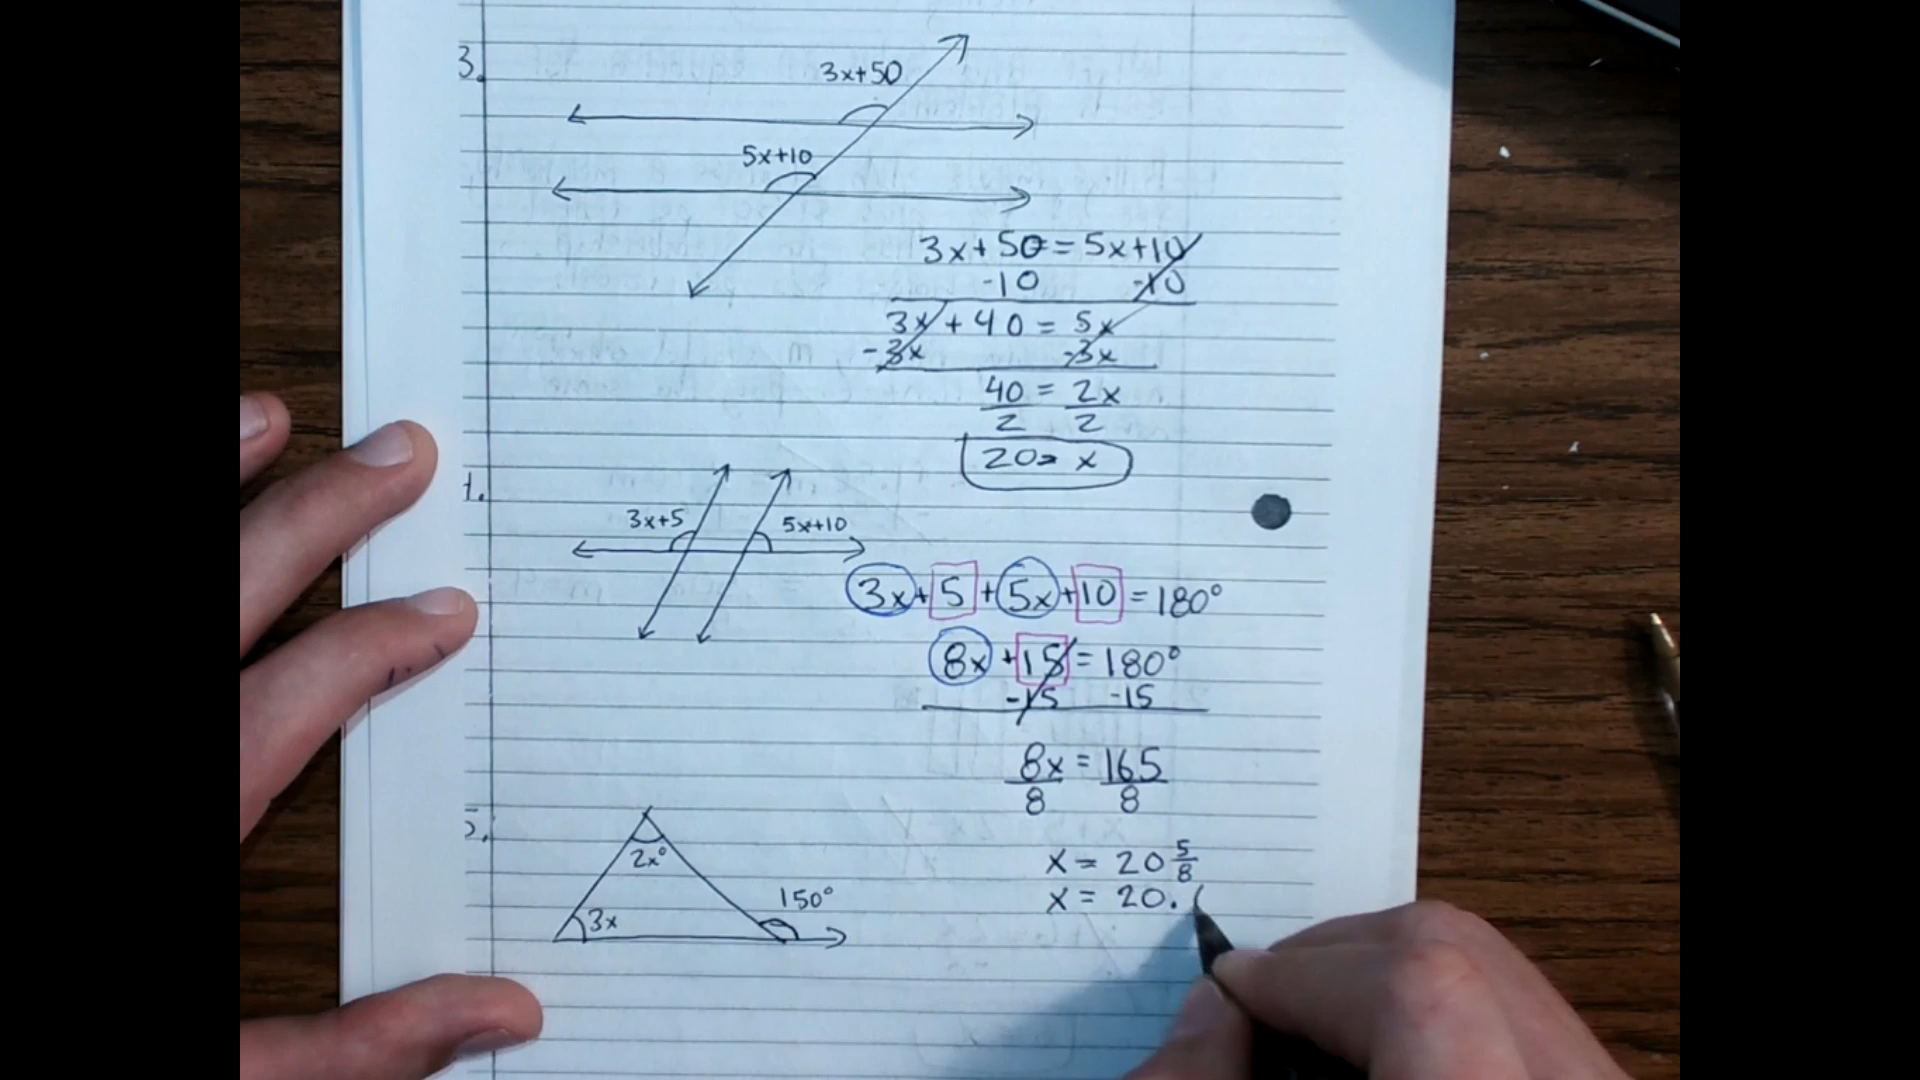 3.
3x+50
5x+10
3x+50=5x+10
-10 -10
3x+40=5x
-3x -3x
40=2x
2 2
20=x
3x+5
5x+10
3x+5+5x+10=180°
8x+15=180°
-15 -15
8x=165
8 8
5.
2x°
3x
150°
x=20 5/8
x=20.